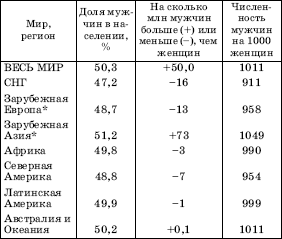 Мир, регион
Доля мужчин в населении, %
На сколько млн мужчин больше (+) или меньше (−), чем женщин
Численность мужчин на 1000 женщин
ВЕСЬ МИР 50,3 +50,0 1011
СНГ 47,2 −16 911
Зарубежная
Европа* 48,7 −13 958
Зарубежная
Азия* 51,2 +73 1049
Африка 49,8 −3 990
Северная
Америка 48,8 −7 954
Латинская
Америка 49,9 −1 999
Австралия и
Океания 50,2 +0,1 1011